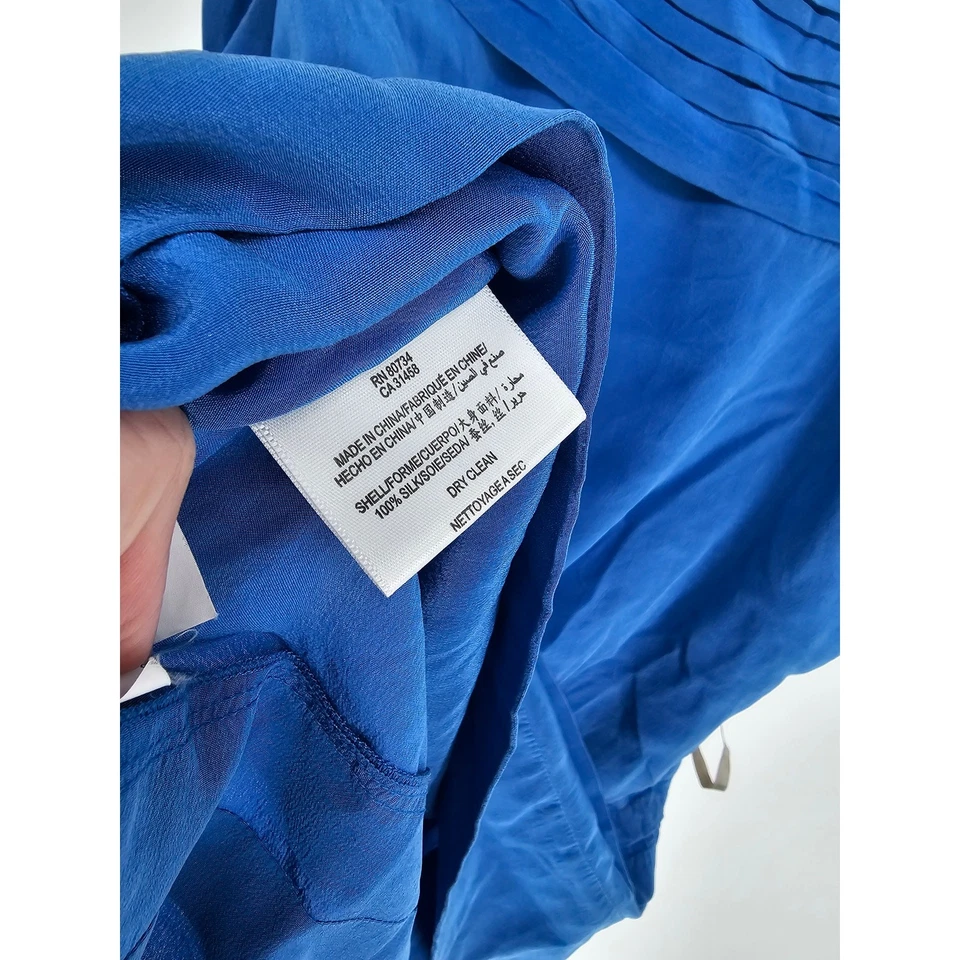 RN 80734
CA 31458
MADE IN CHINA/FABRIQUÉ EN CHINE/
HECHO EN CHINA/中国制造/صنع في الصين
SHELL/FORME/CUERPO/大身面料/محارة/
100% SILK/SOIE/SEDA/蚕丝, 丝/حرير
DRY CLEAN
NETTOYAGE A SEC